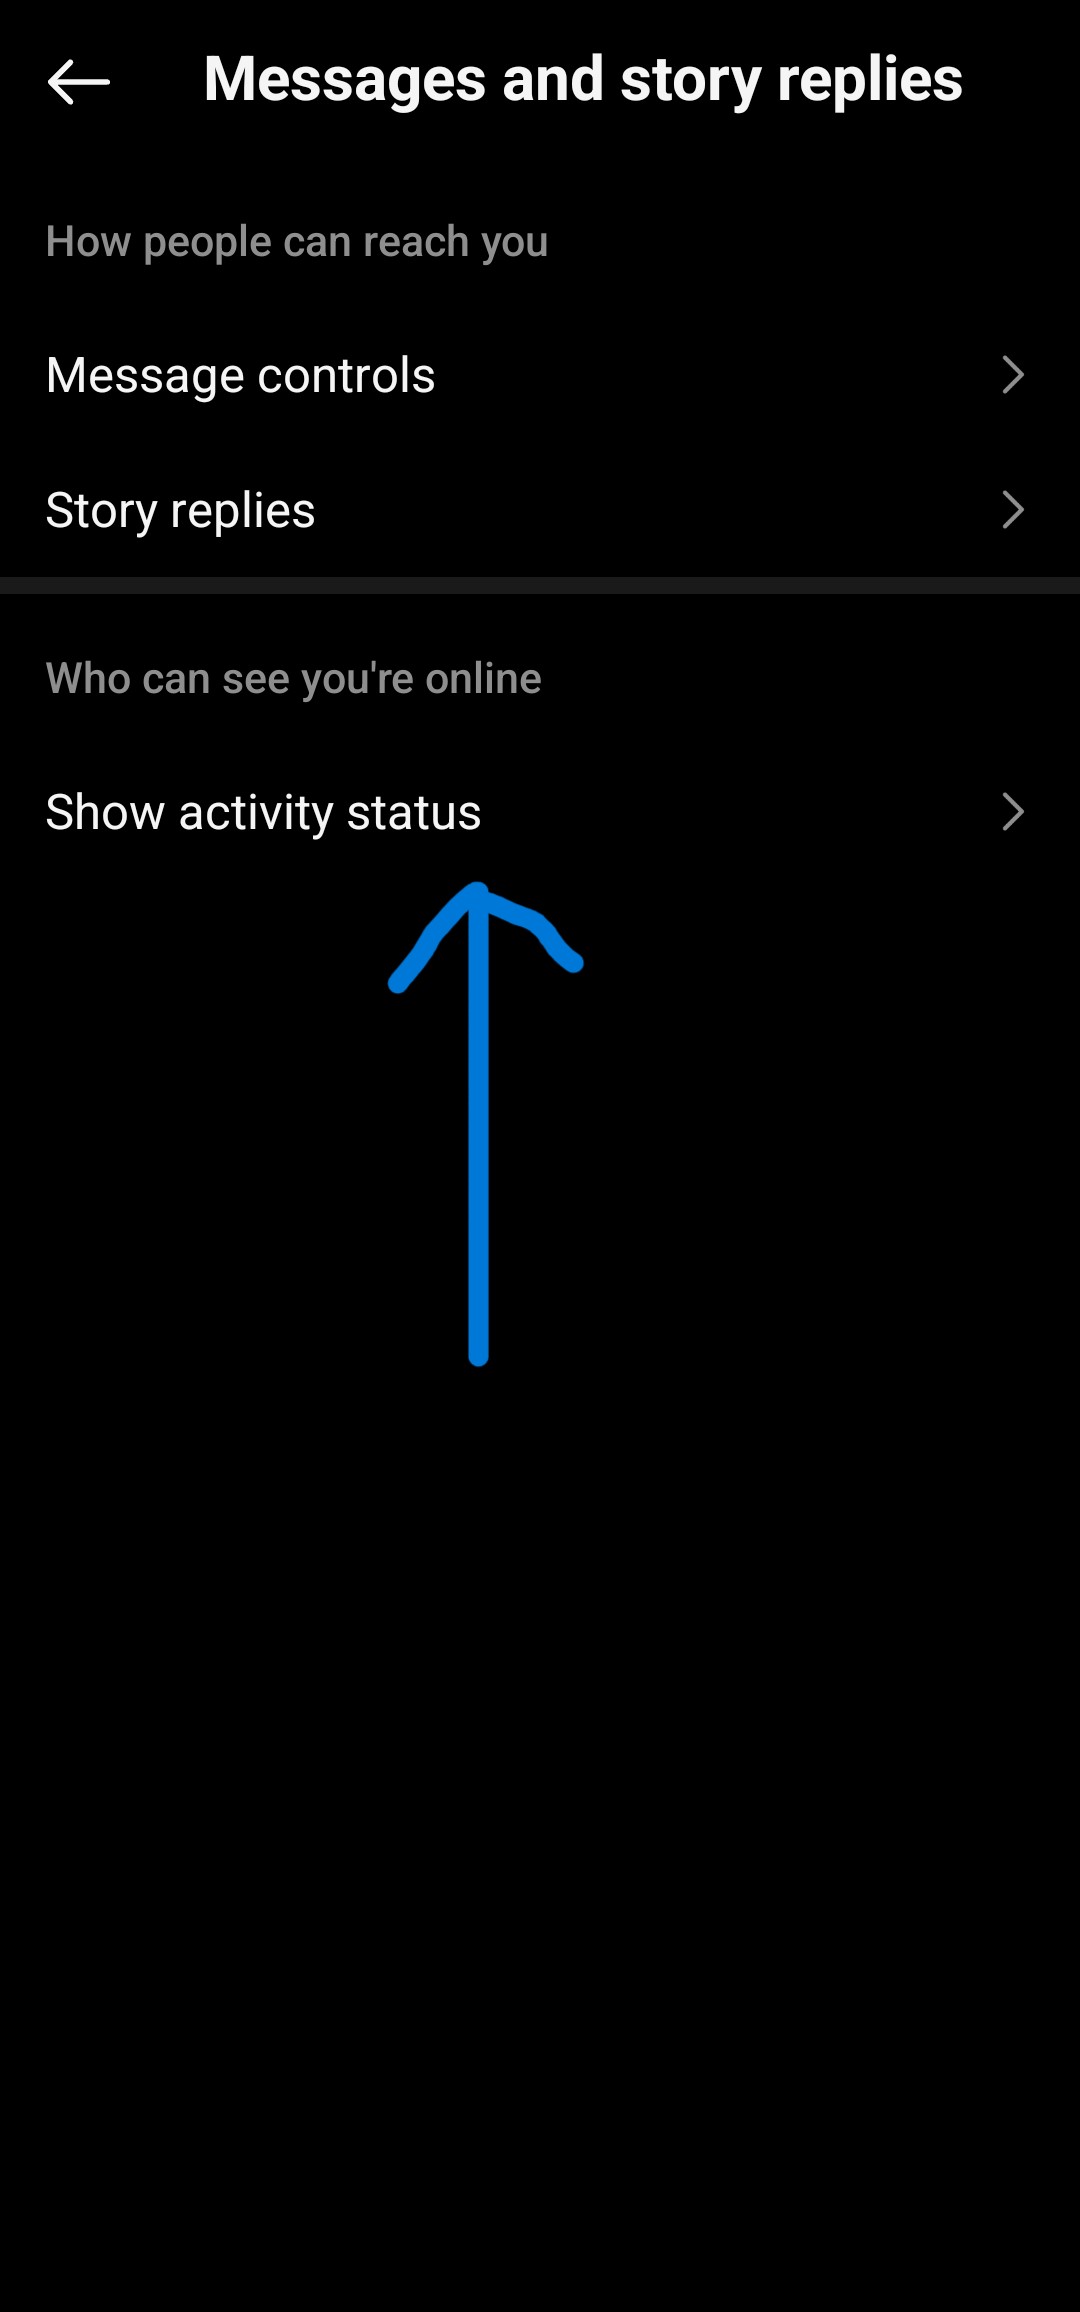 Messages and story replies
How people can reach you
Message controls
Story replies
Who can see you're online
Show activity status